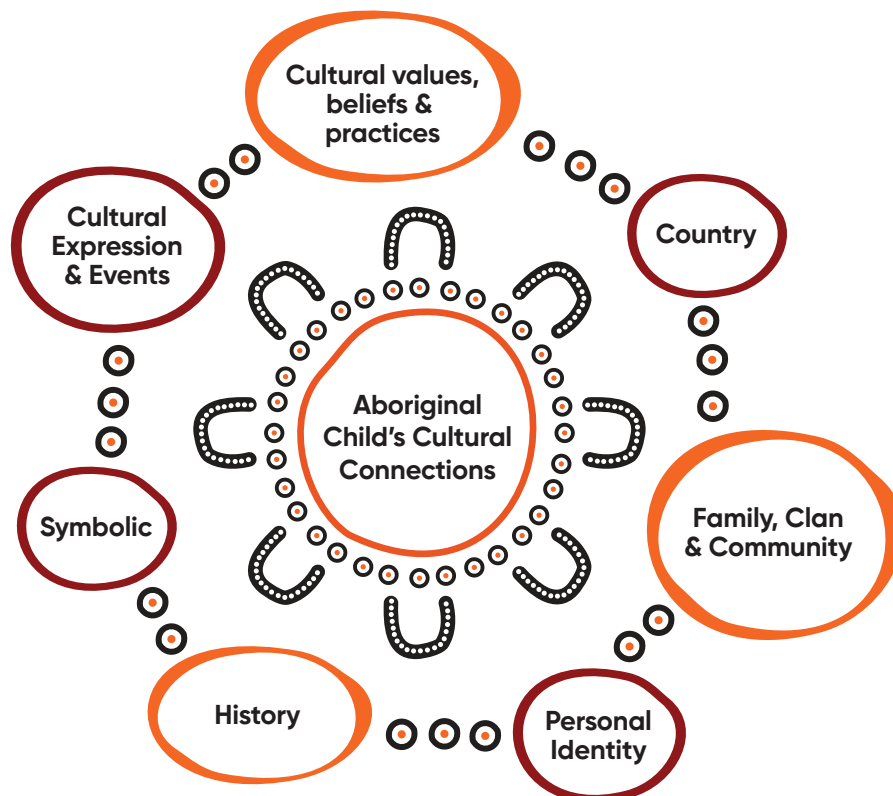 Cultural values,
beliefs &
practices
Country
Family, Clan
& Community
Personal
Identity
History
Symbolic
Cultural
Expression
& Events
Aboriginal
Child's Cultural
Connections